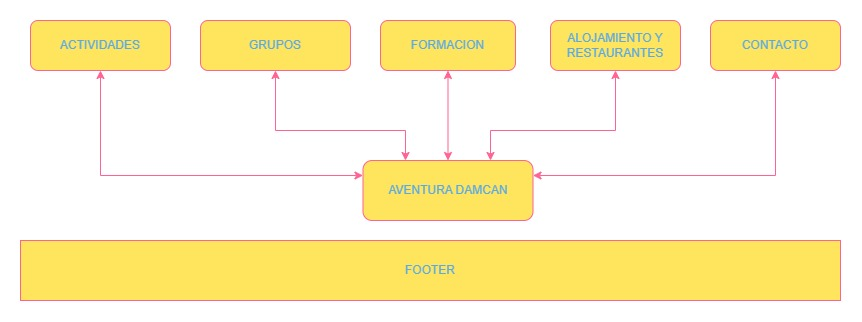 ACTIVIDADES
GRUPOS
FORMACION
ALOJAMIENTO Y
RESTAURANTES
CONTACTO
AVENTURA DAMCAN
FOOTER